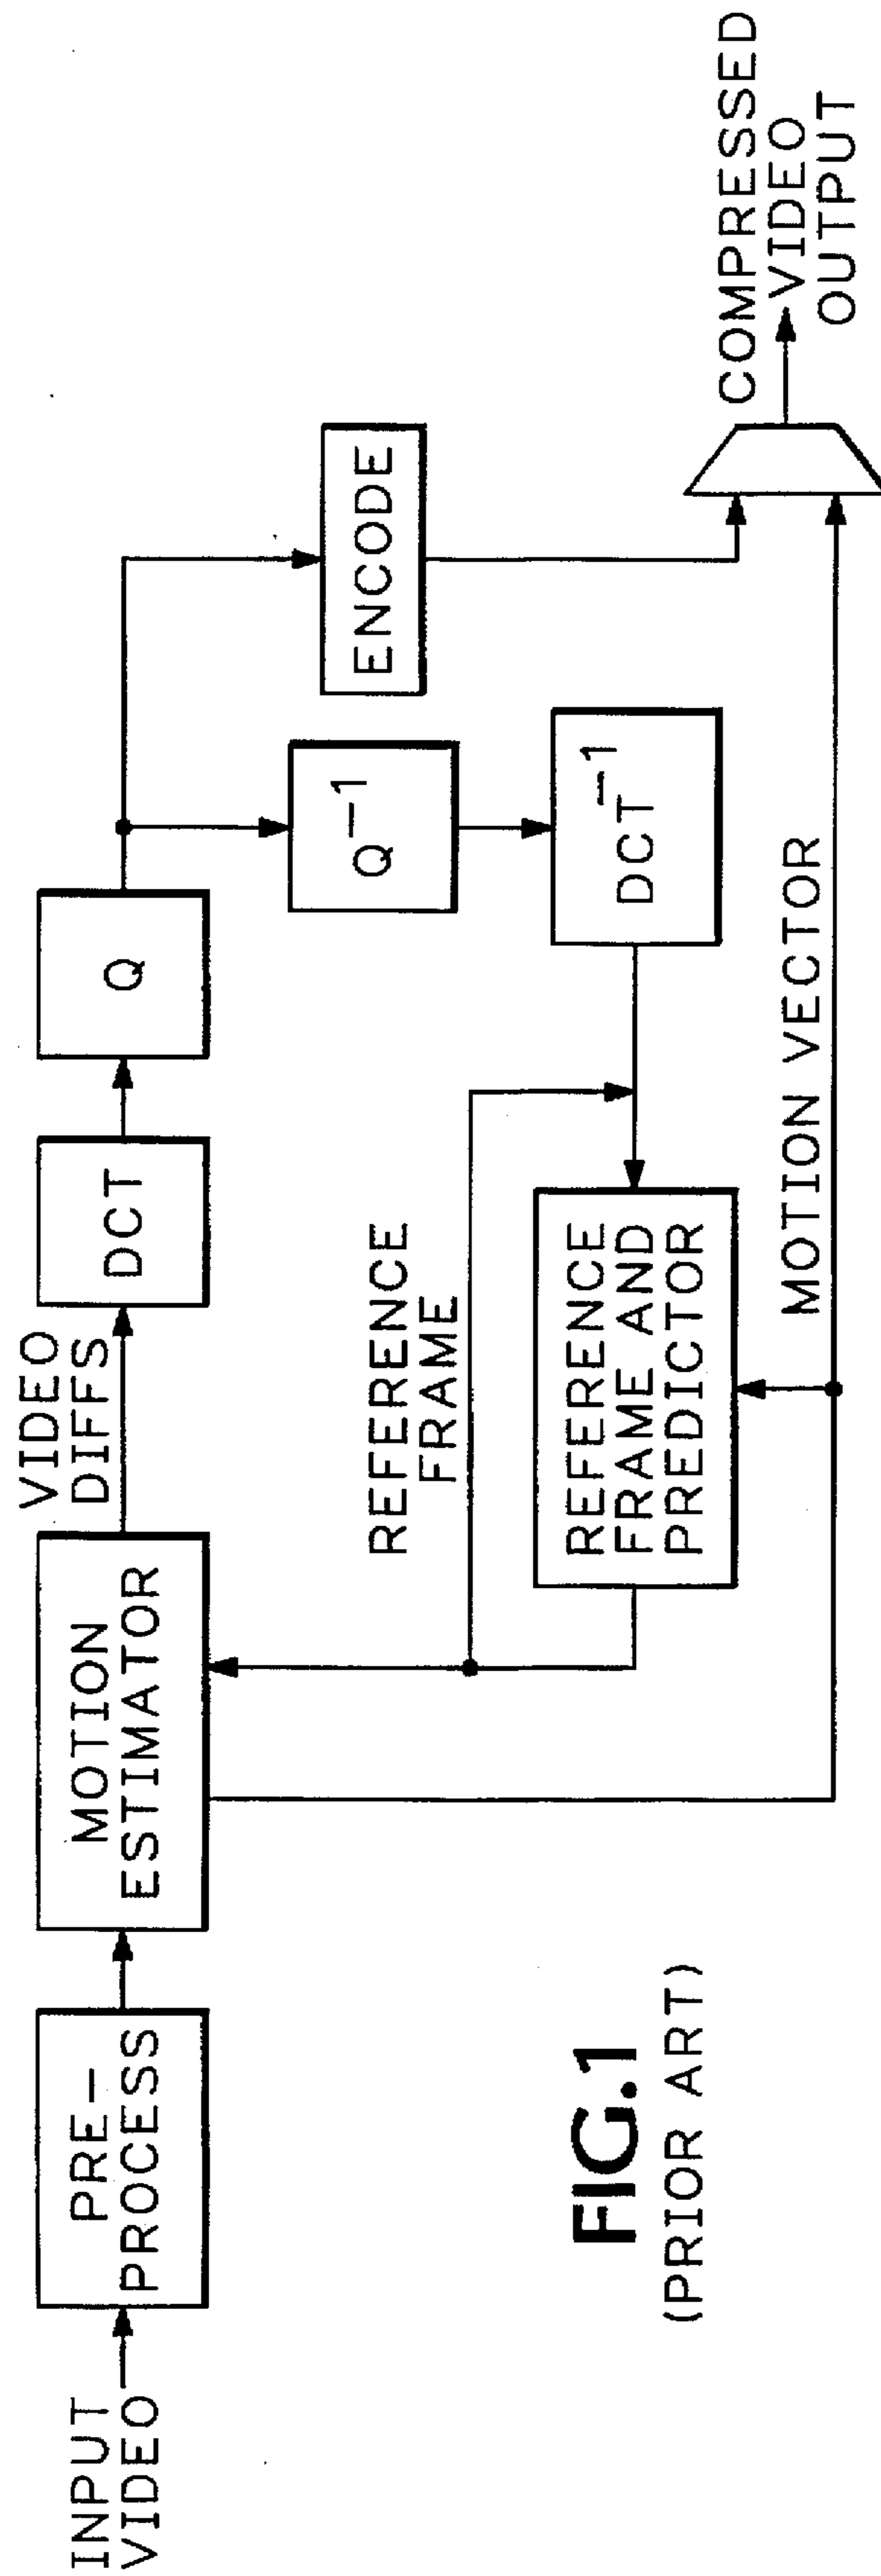 INPUT
VIDEO
PRE-
PROCESS
MOTION
ESTIMATOR
VIDEO
DIFFS
DCT
Q
Q⁻¹
DCT⁻¹
ENCODE
REFERENCE
FRAME
REFERENCE
FRAME AND
PREDICTOR
MOTION VECTOR
COMPRESSED
VIDEO
OUTPUT
FIG.1
(PRIOR ART)